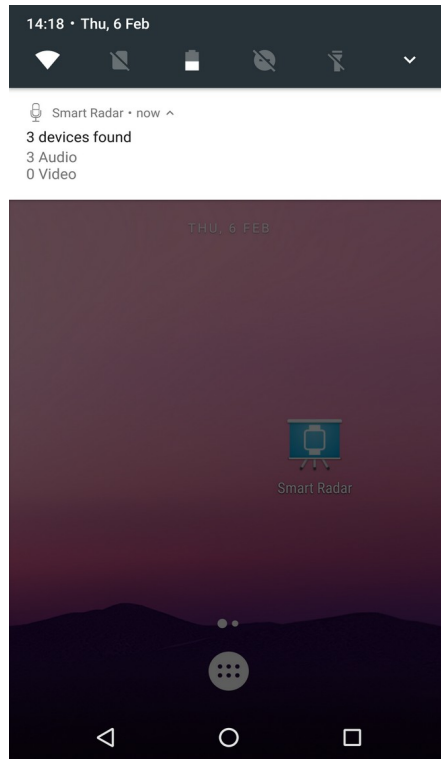 14:18 • Thu, 6 Feb
Smart Radar • now
3 devices found
3 Audio
0 Video
THU, 6 FEB
Smart Radar